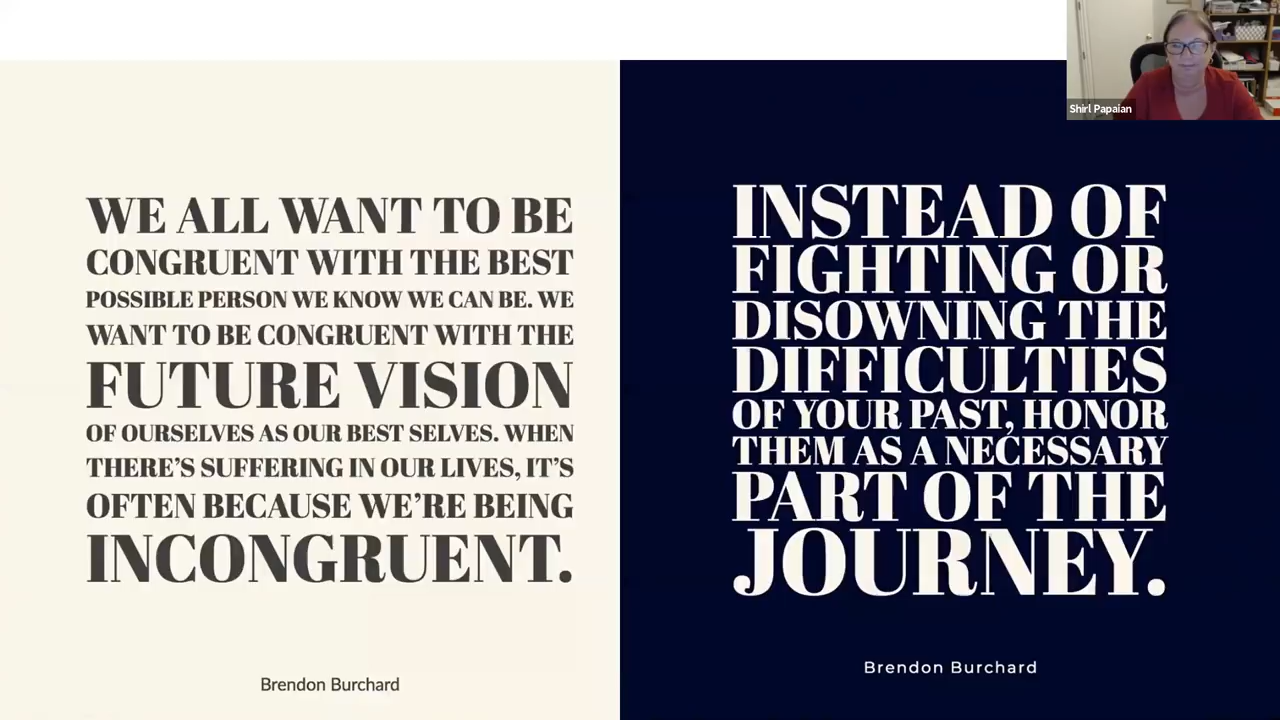 WE ALL WANT TO BE
CONGRUENT WITH THE BEST
POSSIBLE PERSON WE KNOW WE CAN BE. WE
WANT TO BE CONGRUENT WITH THE
FUTURE VISION
OF OURSELVES AS OUR BEST SELVES. WHEN
THERE'S SUFFERING IN OUR LIVES, IT'S
OFTEN BECAUSE WE'RE BEING
INCONGRUENT.
Brendon Burchard
INSTEAD OF
FIGHTING OR
DISOWNING THE
DIFFICULTIES
OF YOUR PAST, HONOR
THEM AS A NECESSARY
PART OF THE
JOURNEY.
Brendon Burchard
Shirl Papaian